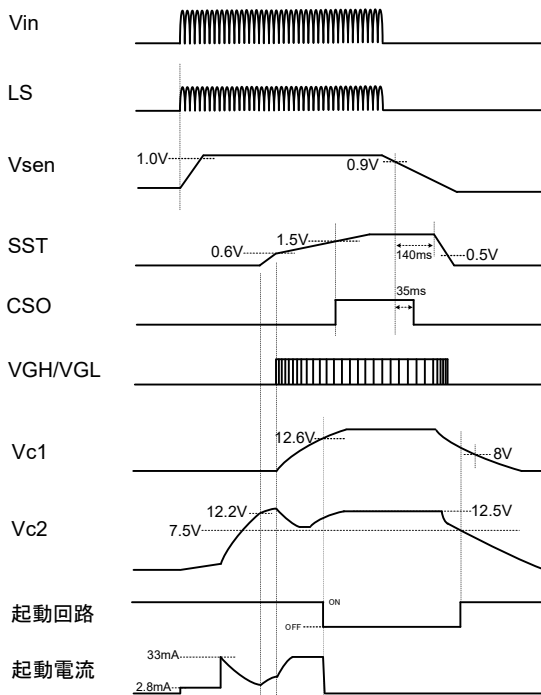 Vin
LS
Vsen
1.0V
0.9V
SST
0.6V
1.5V
140ms
0.5V
CSO
35ms
VGH/VGL
Vc1
12.6V
8V
Vc2
12.2V
7.5V
12.5V
起動回路
ON
OFF
起動電流
33mA
2.8mA